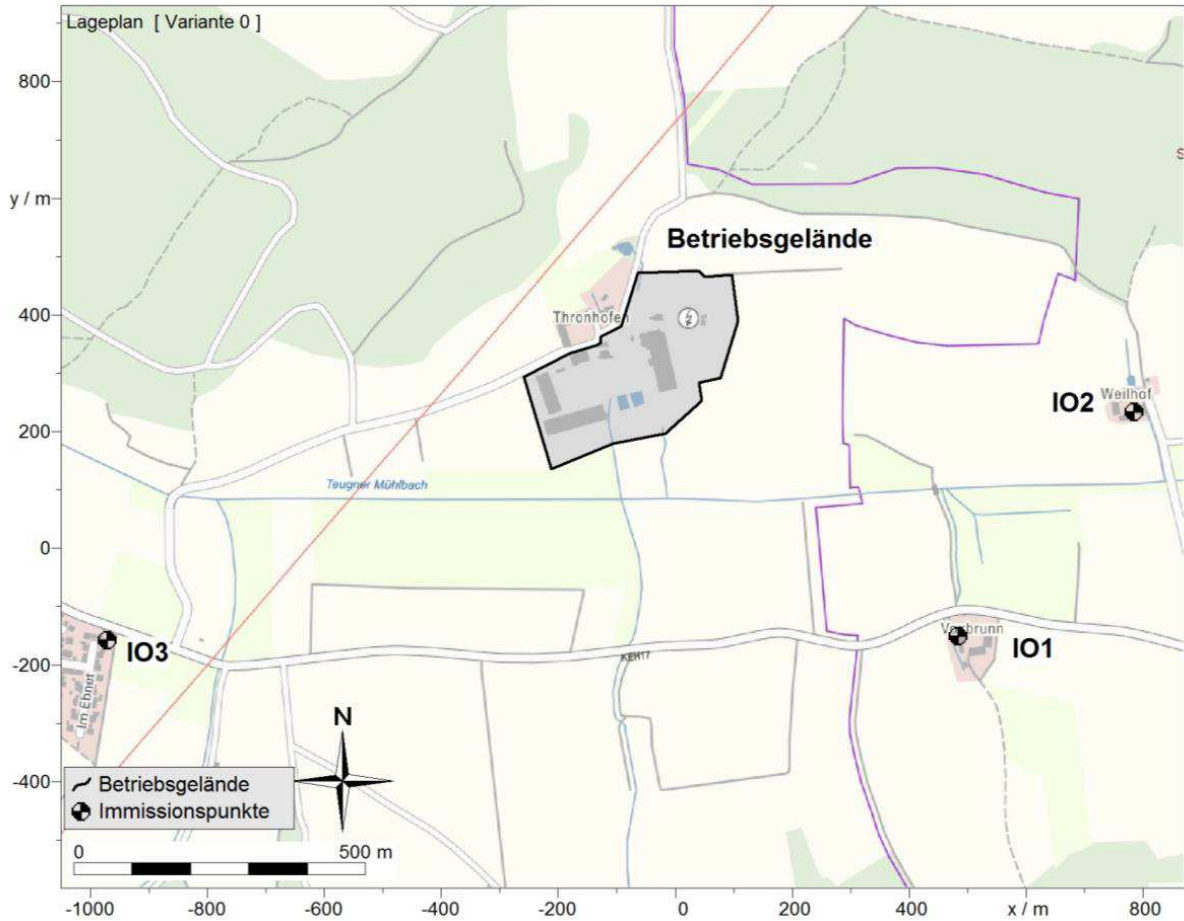 Lageplan [ Variante 0 ]
800
S
y / m
Betriebsgelände
400
Thronhofen
Weilhof
IO2
200
Teugner Mühlbach
0
IO3
IO1
-200
KEH17
Im Ebnet
N
-400
Betriebsgelände
Immissionspunkte
0 500 m
-1000 -800 -600 -400 -200 0 200 400 x / m 800